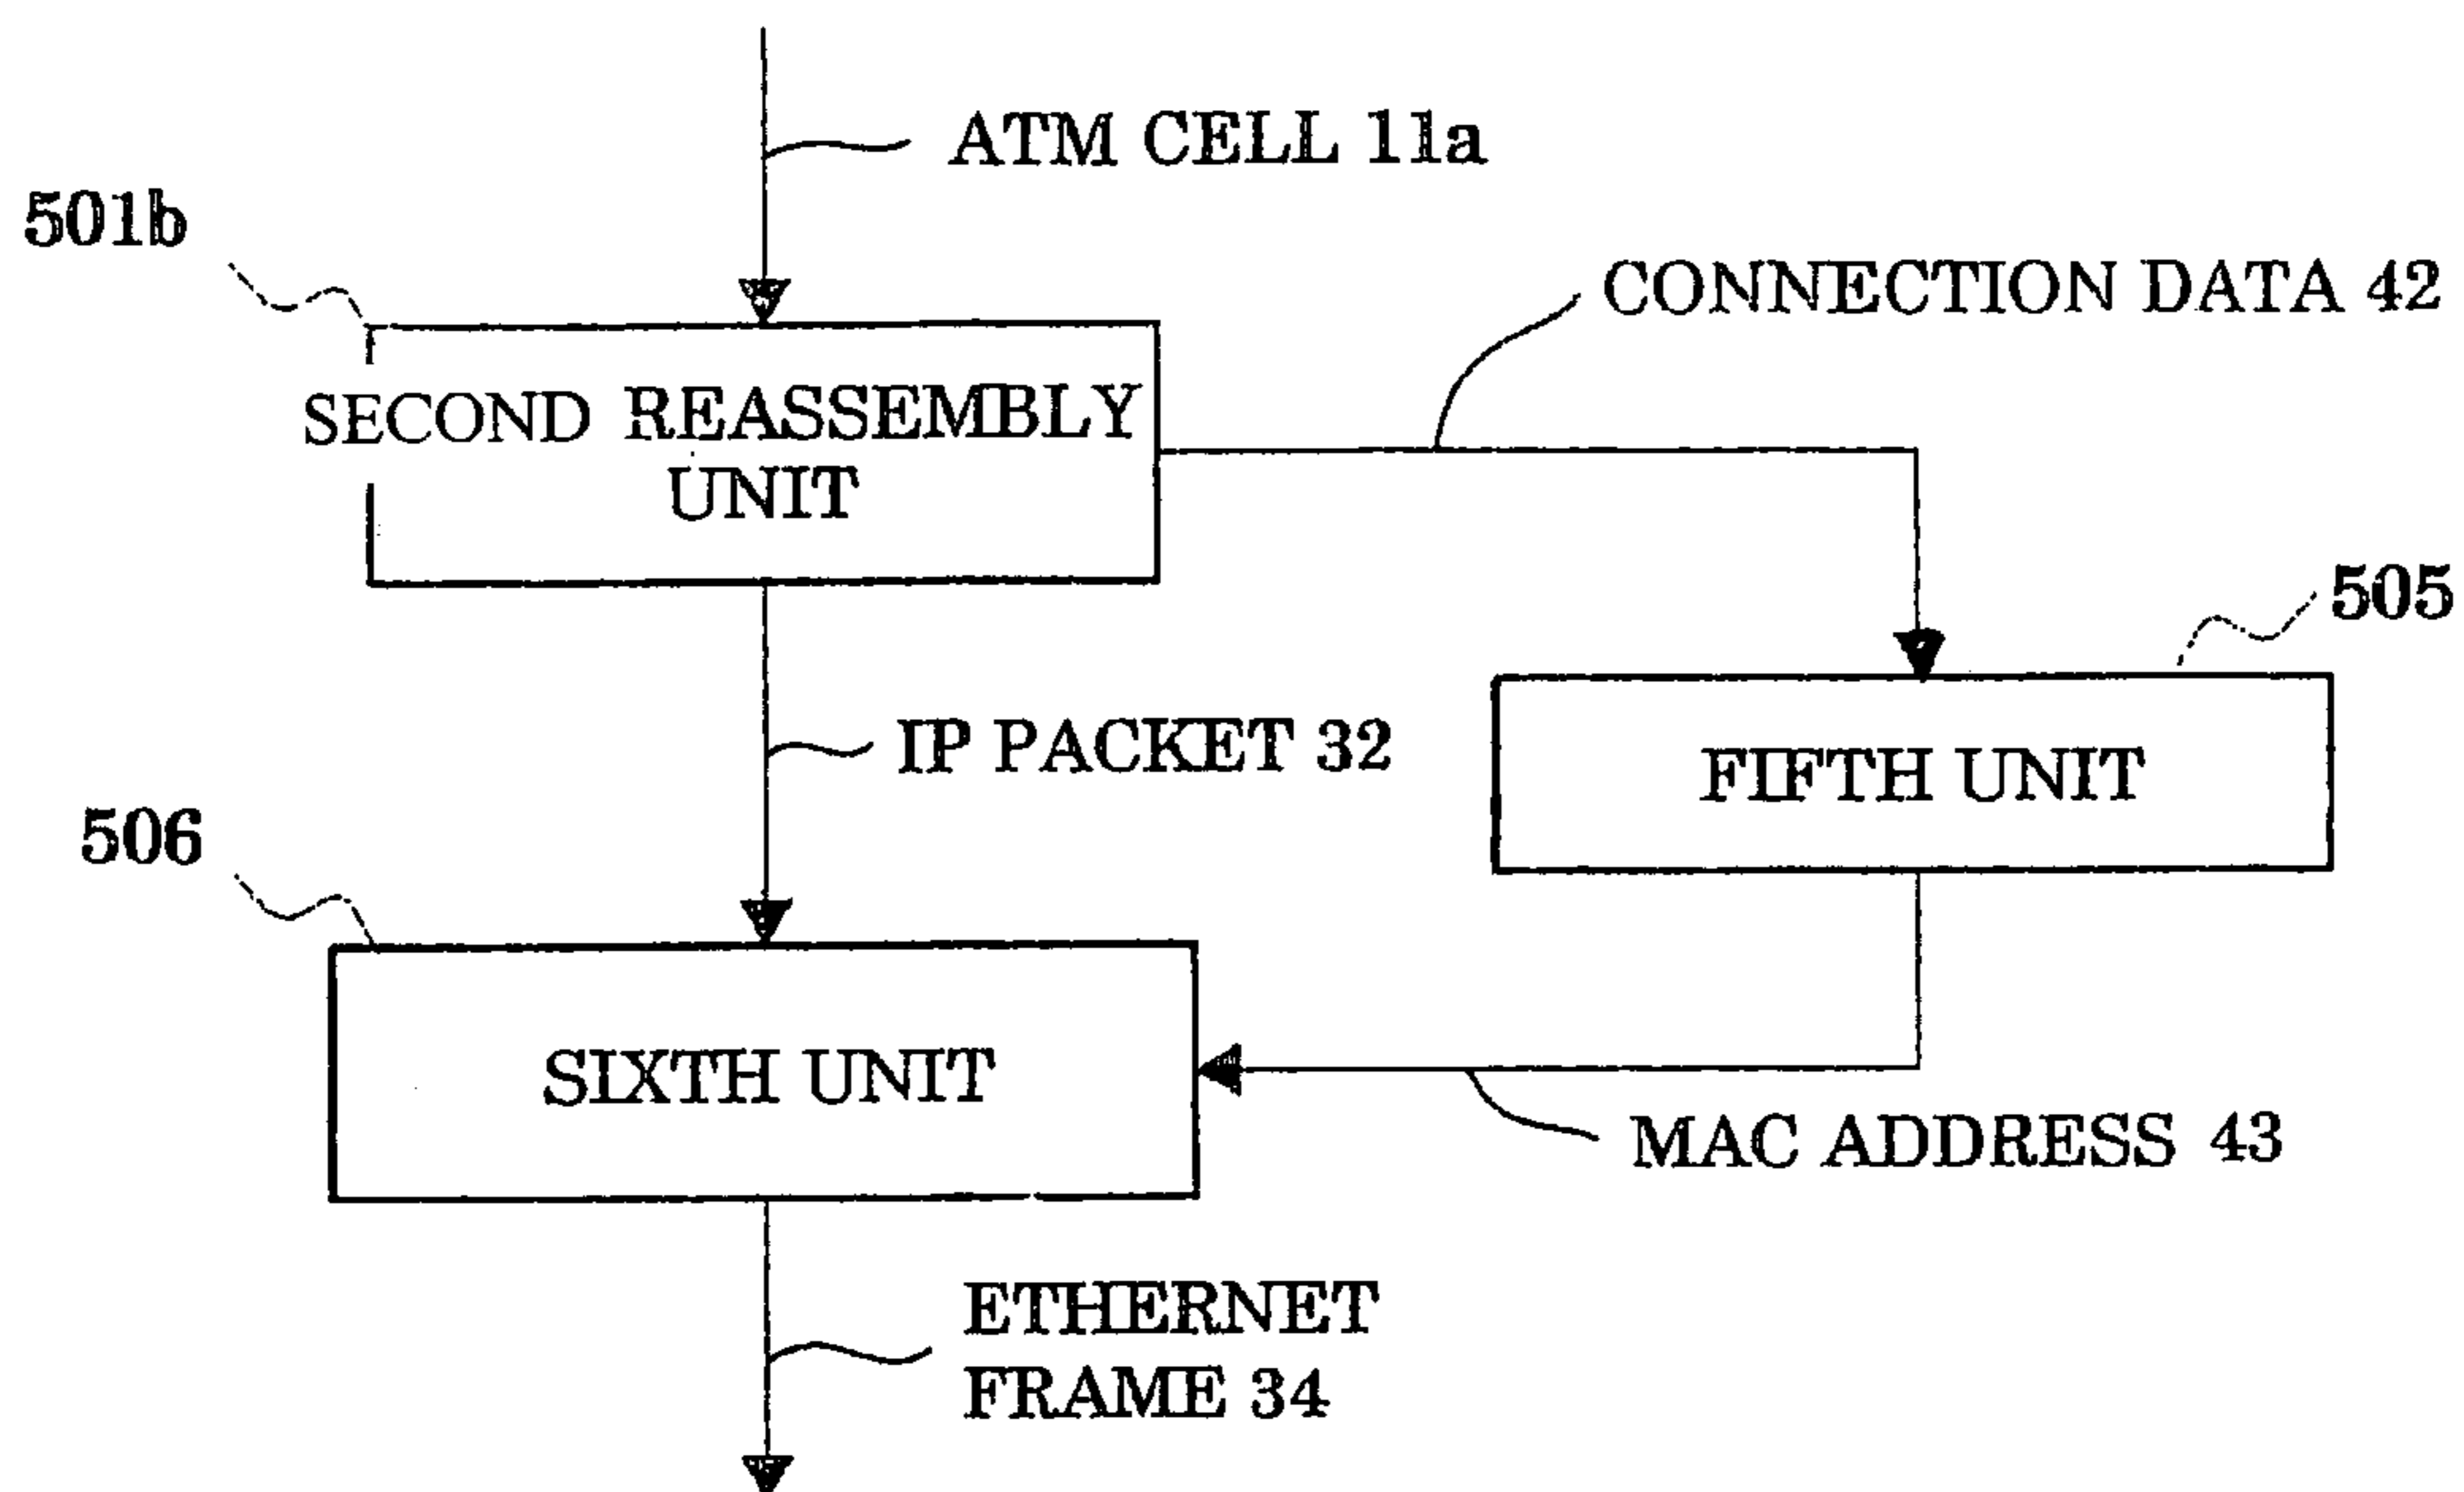 ATM CELL 11a
501b
CONNECTION DATA 42
SECOND REASSEMBLY
UNIT
505
IP PACKET 32
FIFTH UNIT
506
SIXTH UNIT
MAC ADDRESS 43
ETHERNET
FRAME 34